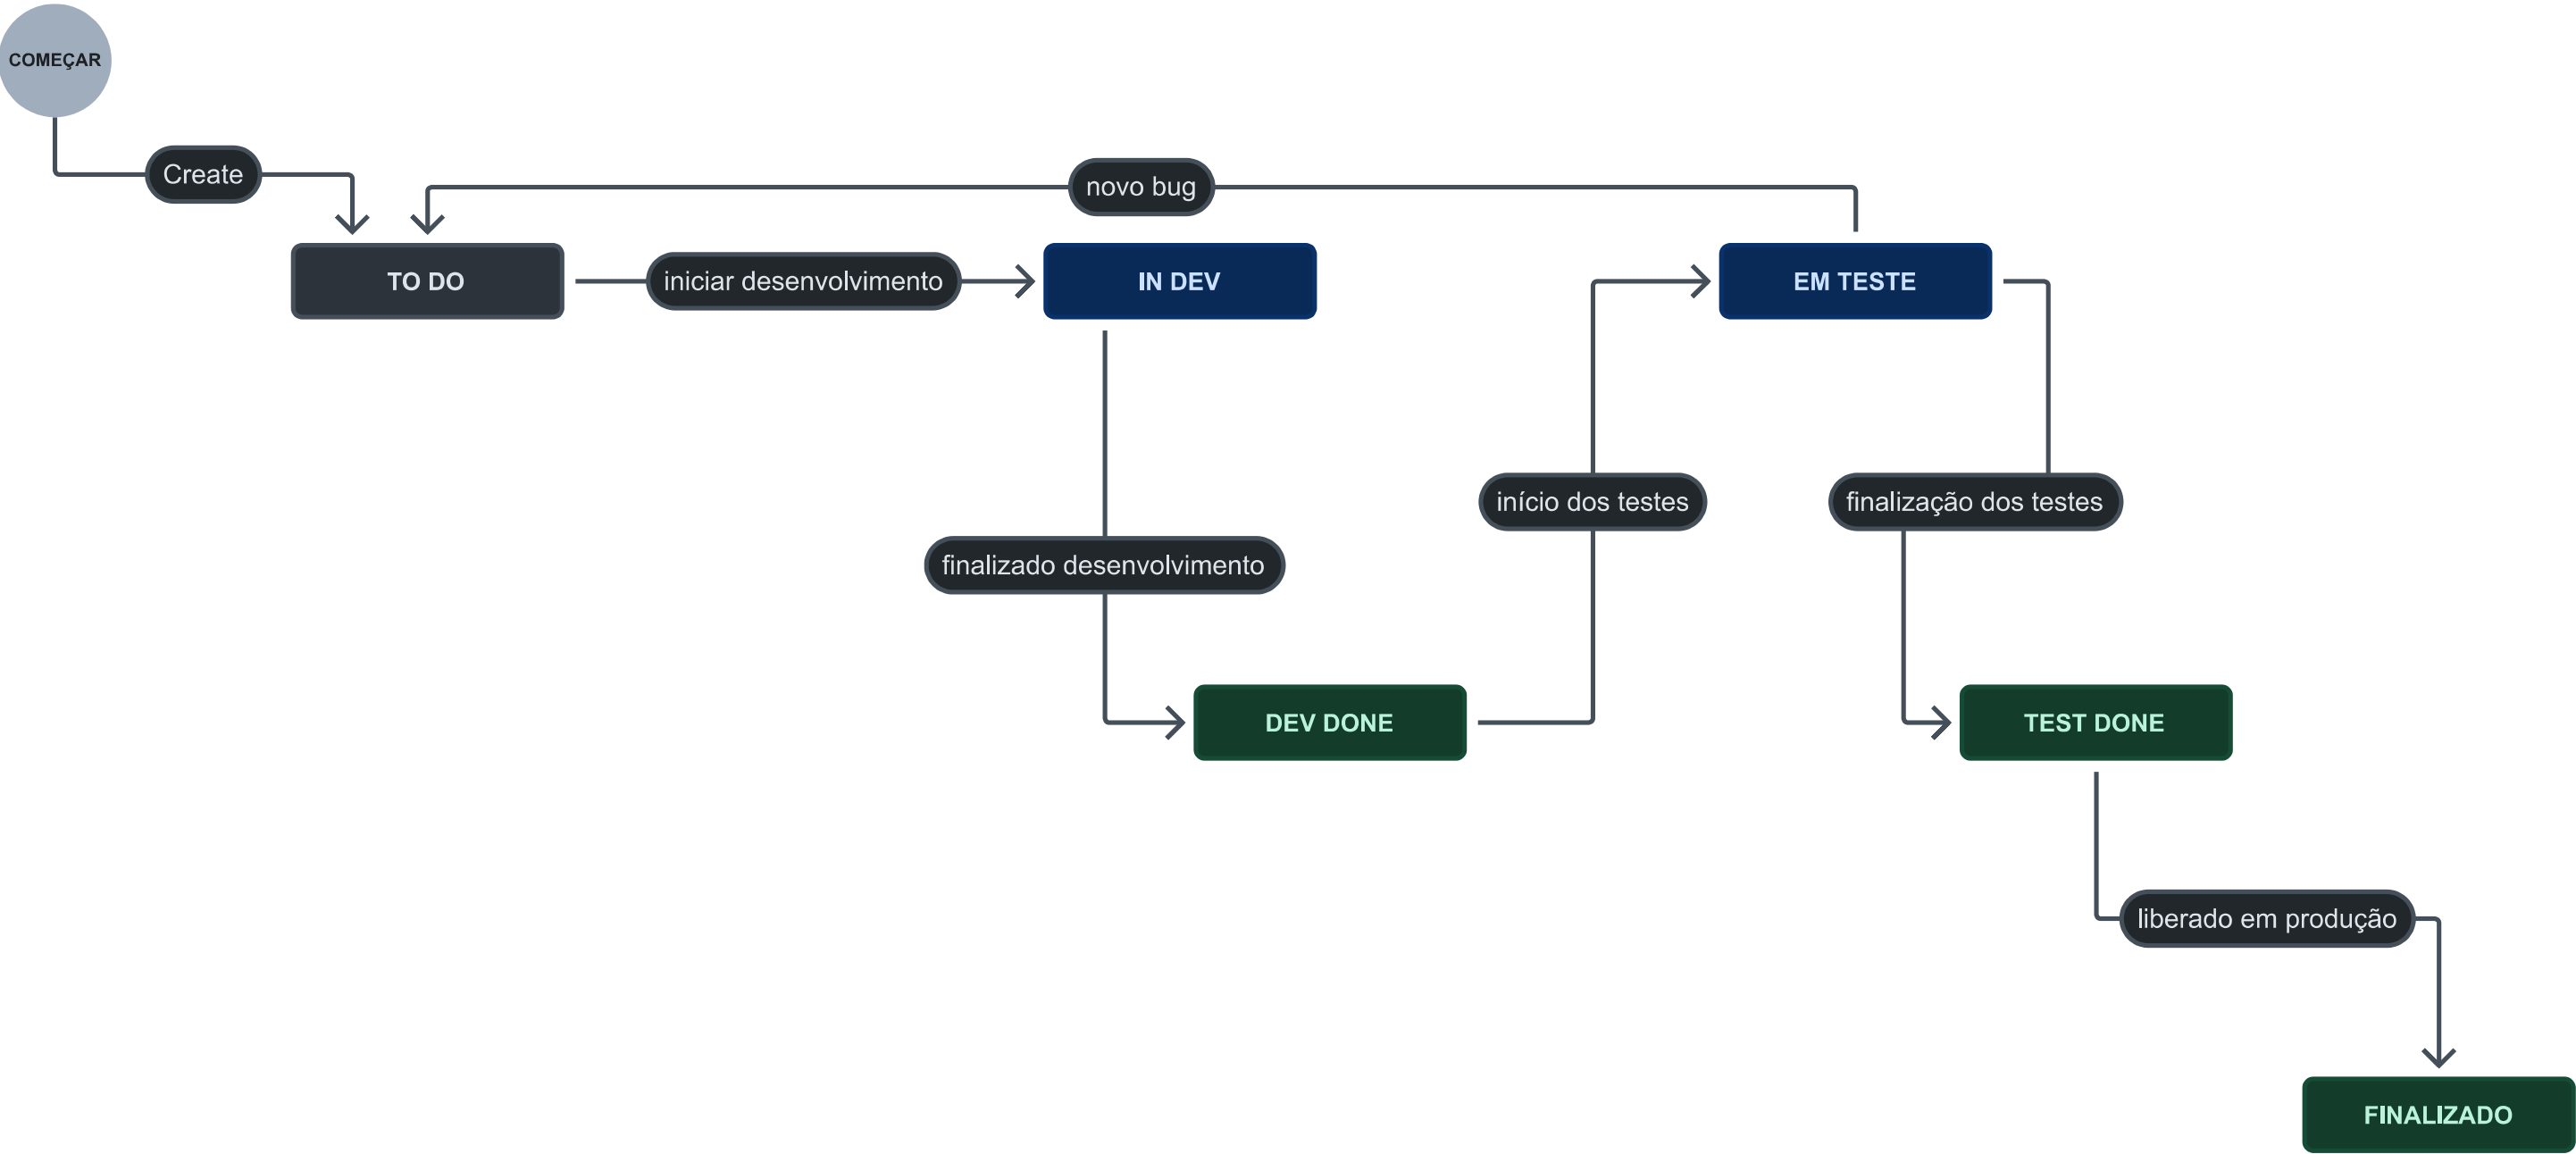 COMEÇAR
Create
novo bug
TO DO
iniciar desenvolvimento
IN DEV
EM TESTE
início dos testes
finalização dos testes
finalizado desenvolvimento
DEV DONE
TEST DONE
liberado em produção
FINALIZADO